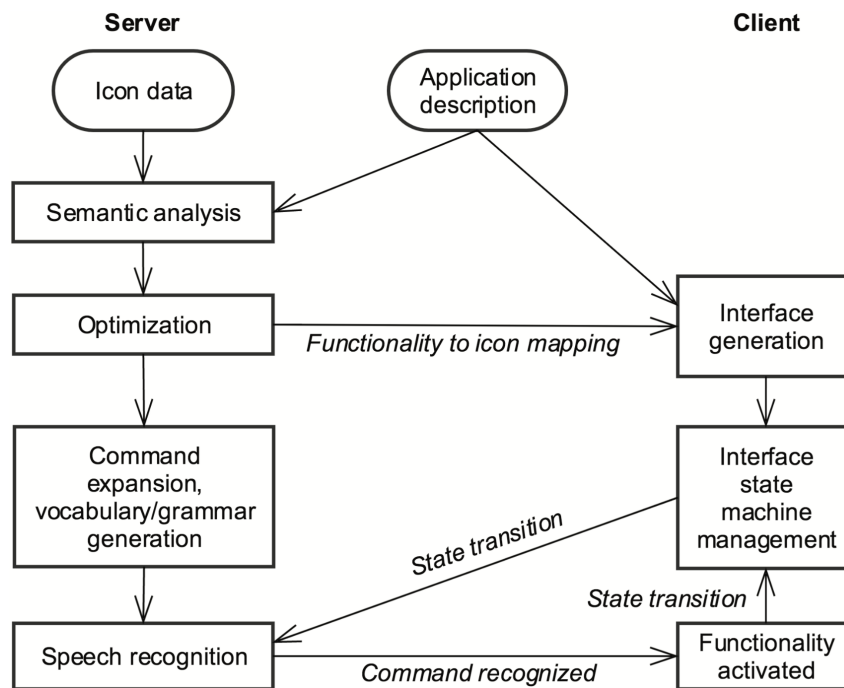 Server
Client
Icon data
Application
description
Semantic analysis
Optimization
Functionality to icon mapping
Interface
generation
Command
expansion,
vocabulary/grammar
generation
Interface
state
machine
management
State transition
State transition
Speech recognition
Command recognized
Functionality
activated